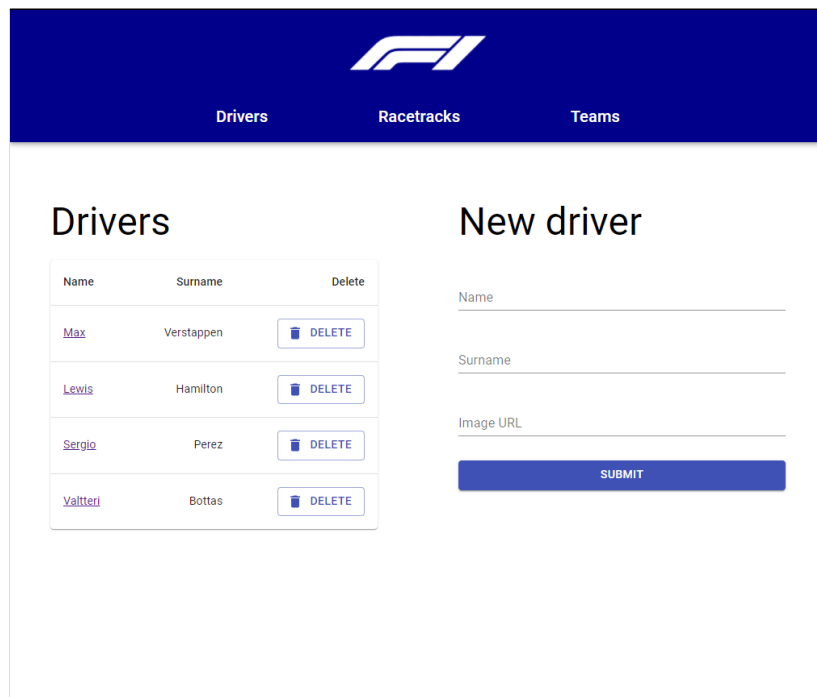 F1
Drivers Racetracks Teams
Drivers
Name Surname Delete
Max Verstappen DELETE
Lewis Hamilton DELETE
Sergio Perez DELETE
Valtteri Bottas DELETE
New driver
Name
Surname
Image URL
SUBMIT